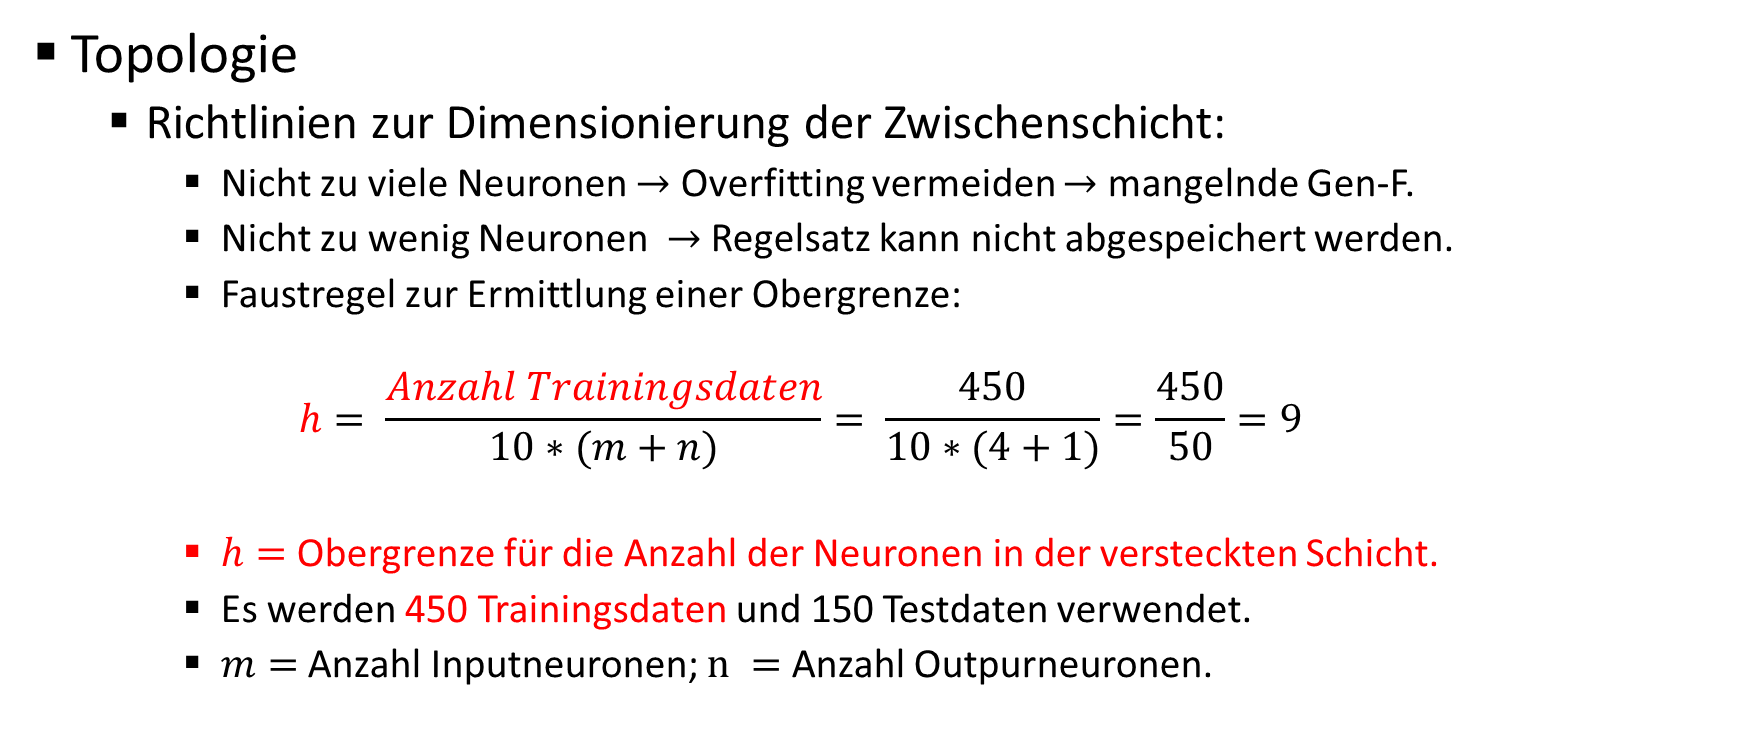 ▪ Topologie
▪ Richtlinien zur Dimensionierung der Zwischenschicht:
▪ Nicht zu viele Neuronen → Overfitting vermeiden → mangelnde Gen-F.
▪ Nicht zu wenig Neuronen → Regelsatz kann nicht abgespeichert werden.
▪ Faustregel zur Ermittlung einer Obergrenze:
h = Anzahl Trainingsdaten / 10 ∗ (m + n) = 450 / 10 ∗ (4 + 1) = 450 / 50 = 9
▪ h = Obergrenze für die Anzahl der Neuronen in der versteckten Schicht.
▪ Es werden 450 Trainingsdaten und 150 Testdaten verwendet.
▪ m = Anzahl Inputneuronen; n = Anzahl Outpurneuronen.